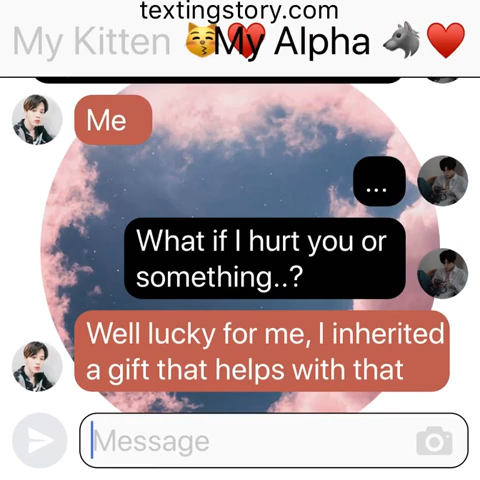 textingstory.com
My Kitten 😽❤️ My Alpha 🐺❤️
Me
...
What if I hurt you or
something..?
Well lucky for me, I inherited
a gift that helps with that
Message